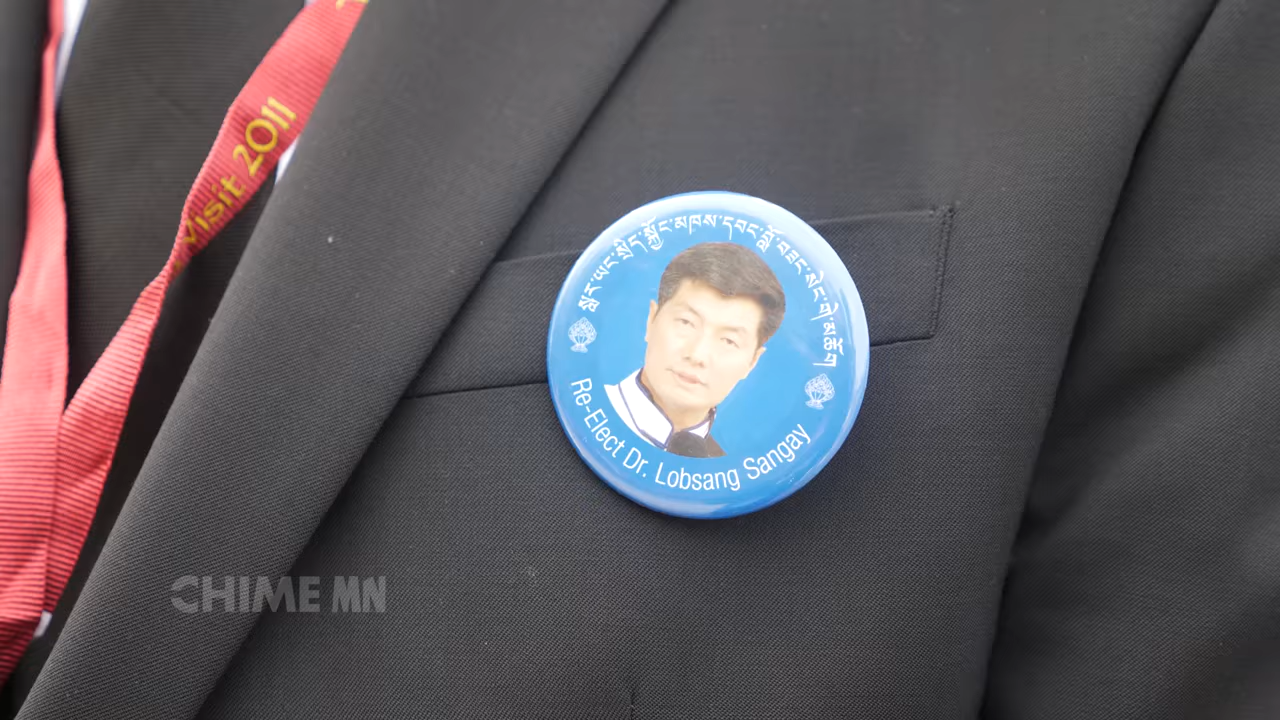 Visit 2011
སླར་ཡང་སྲིད་སྐྱོང་མཁས་དབང་བློ་བཟང་སེང་གེ་མཆོག
Re-Elect Dr. Lobsang Sangay
CHIME MN